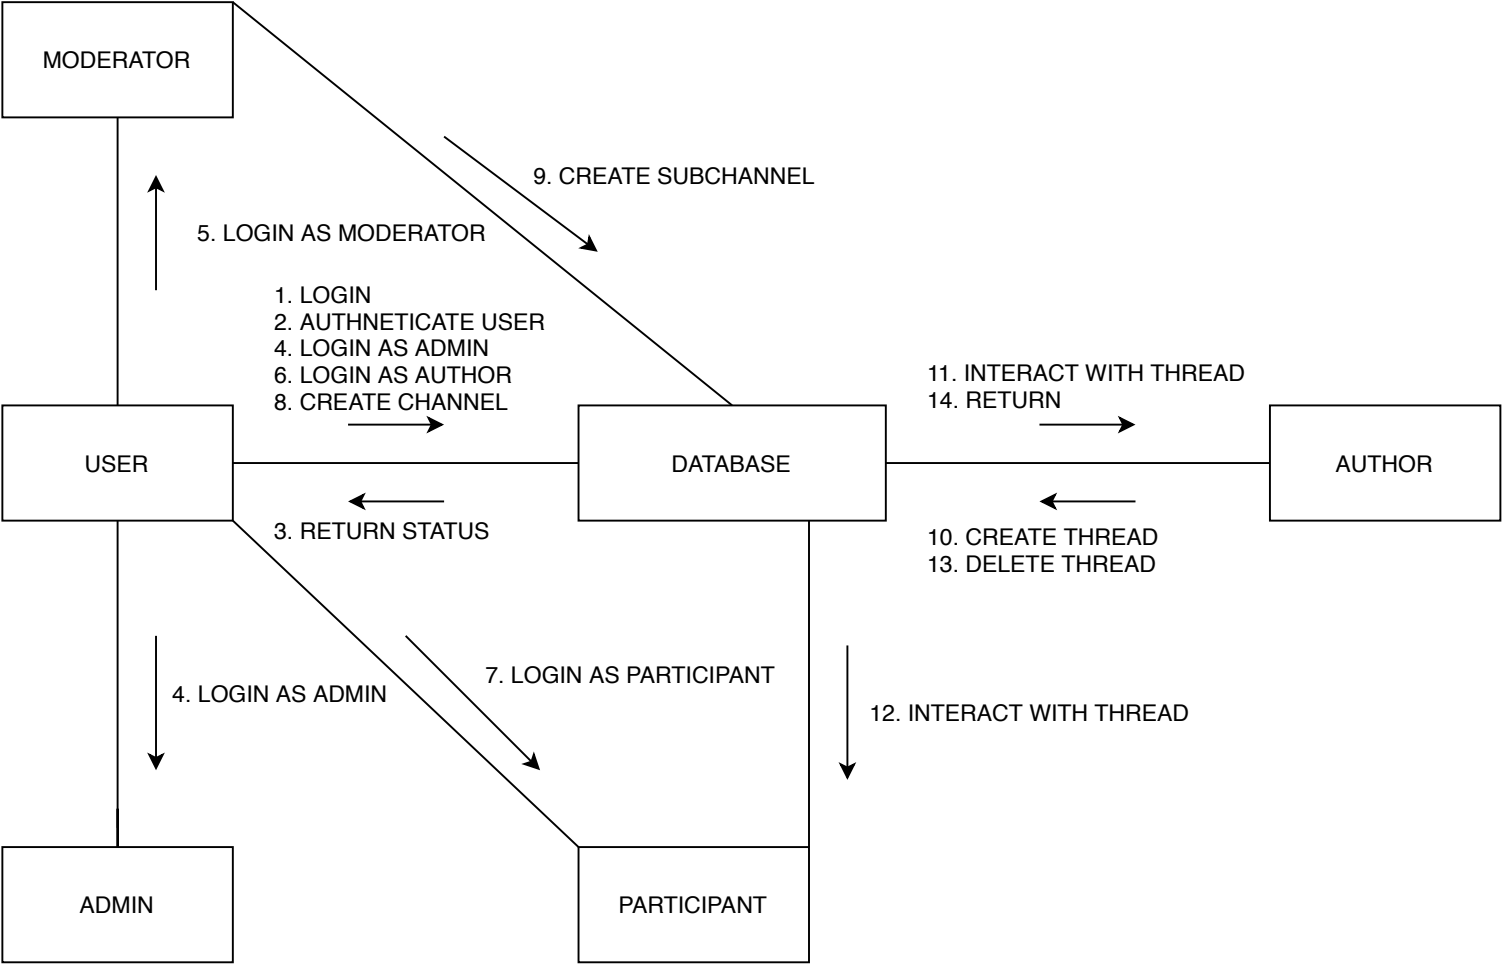 MODERATOR
9. CREATE SUBCHANNEL
5. LOGIN AS MODERATOR
1. LOGIN
2. AUTHNETICATE USER
4. LOGIN AS ADMIN
6. LOGIN AS AUTHOR
8. CREATE CHANNEL
11. INTERACT WITH THREAD
14. RETURN
USER
DATABASE
AUTHOR
3. RETURN STATUS
10. CREATE THREAD
13. DELETE THREAD
7. LOGIN AS PARTICIPANT
4. LOGIN AS ADMIN
12. INTERACT WITH THREAD
ADMIN
PARTICIPANT